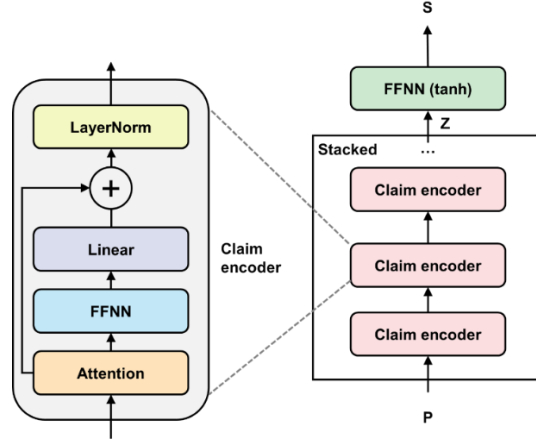 LayerNorm
+
Linear
FFNN
Attention
Claim
encoder
S
FFNN (tanh)
Z
Stacked
...
Claim encoder
Claim encoder
Claim encoder
P